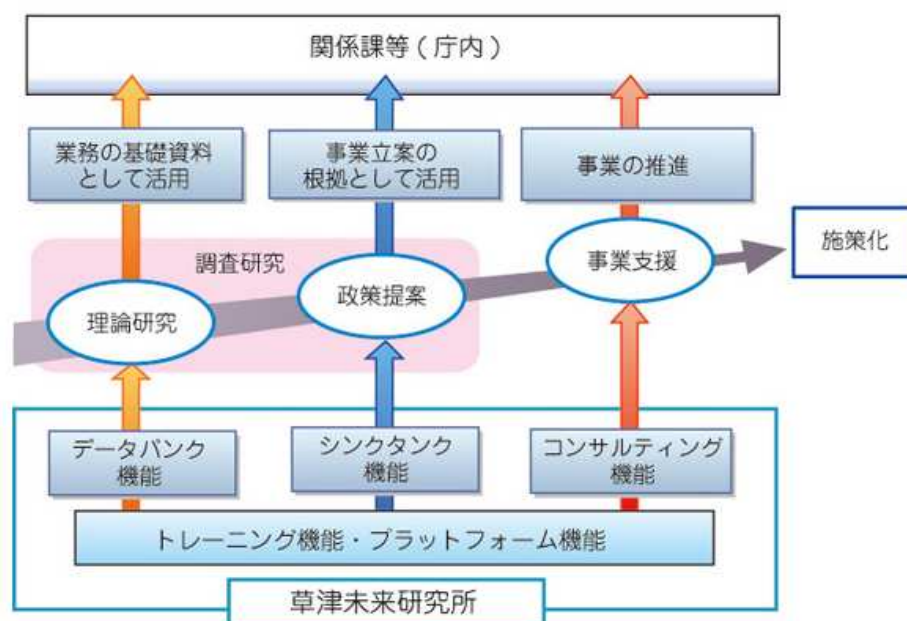 関係課等(庁内)
業務の基礎資料
として活用
事業立案の
根拠として活用
事業の推進
施策化
調査研究
理論研究
政策提案
事業支援
データバンク
機能
シンクタンク
機能
コンサルティング
機能
トレーニング機能・プラットフォーム機能
草津未来研究所